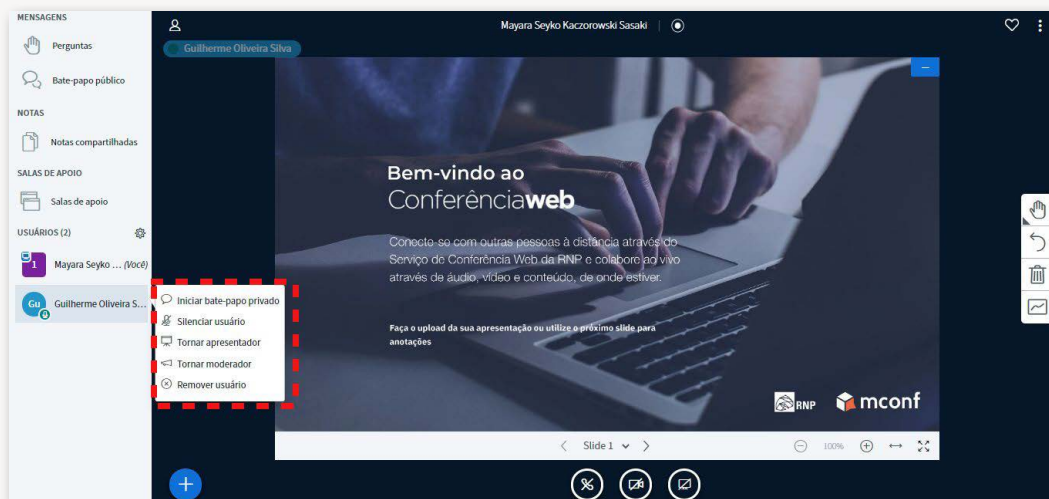 MENSAGENS
Perguntas
Bate-papo público
NOTAS
Notas compartilhadas
SALAS DE APOIO
Salas de apoio
USUÁRIOS (2)
1
Mayara Seyko ... (Você)
Gu
Guilherme Oliveira S...
Iniciar bate-papo privado
Silenciar usuário
Tornar apresentador
Tornar moderador
Remover usuário
Mayara Seyko Kaczorowski Sasaki
Guilherme Oliveira Silva
Bem-vindo ao
Conferênciaweb
Conecte-se com outras pessoas à distância através do
Serviço de Conferência Web da RNP e colabore ao vivo
através de áudio, vídeo e conteúdo, de onde estiver.
Faça o upload da sua apresentação ou utilize o próximo slide para
anotações
RNP
mconf
Slide 1
100%